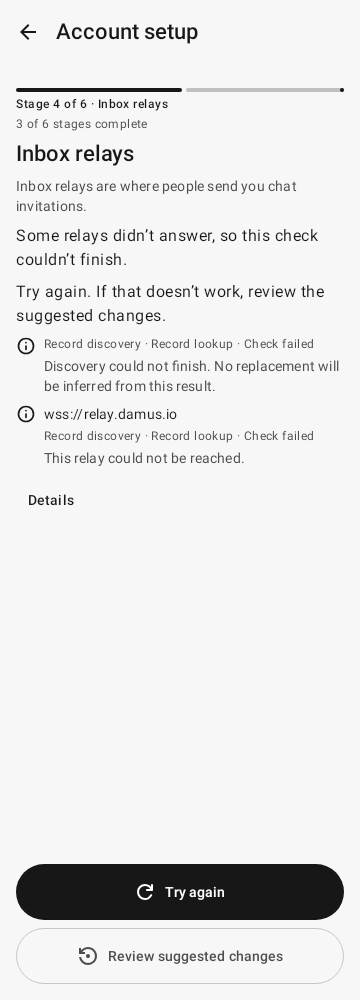 Account setup
Stage 4 of 6 · Inbox relays
3 of 6 stages complete
Inbox relays
Inbox relays are where people send you chat
invitations.
Some relays didn’t answer, so this check
couldn’t finish.
Try again. If that doesn’t work, review the
suggested changes.
Record discovery · Record lookup · Check failed
Discovery could not finish. No replacement will
be inferred from this result.
wss://relay.damus.io
Record discovery · Record lookup · Check failed
This relay could not be reached.
Details
Try again
Review suggested changes